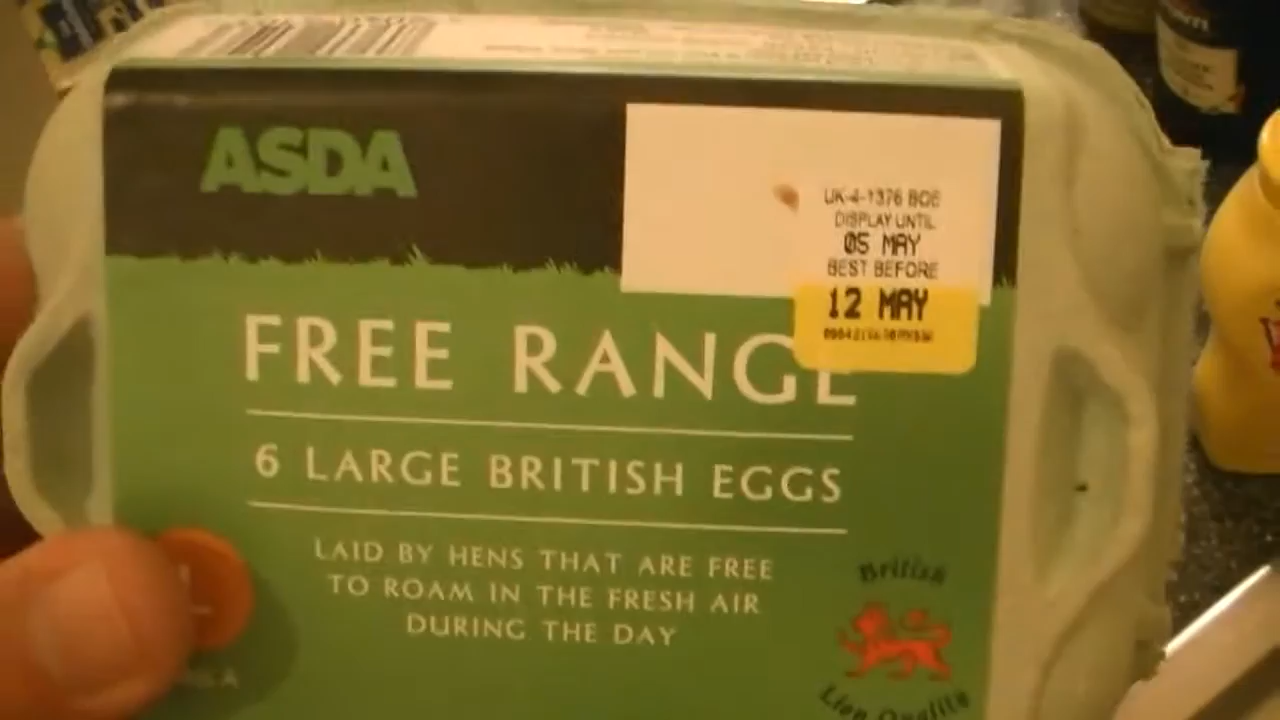 ASDA
UK-4-1376 BOE
DISPLAY UNTIL
05 MAY
BEST BEFORE
12 MAY
FREE RANGE
6 LARGE BRITISH EGGS
LAID BY HENS THAT ARE FREE
TO ROAM IN THE FRESH AIR
DURING THE DAY
British
Lion Quality
L